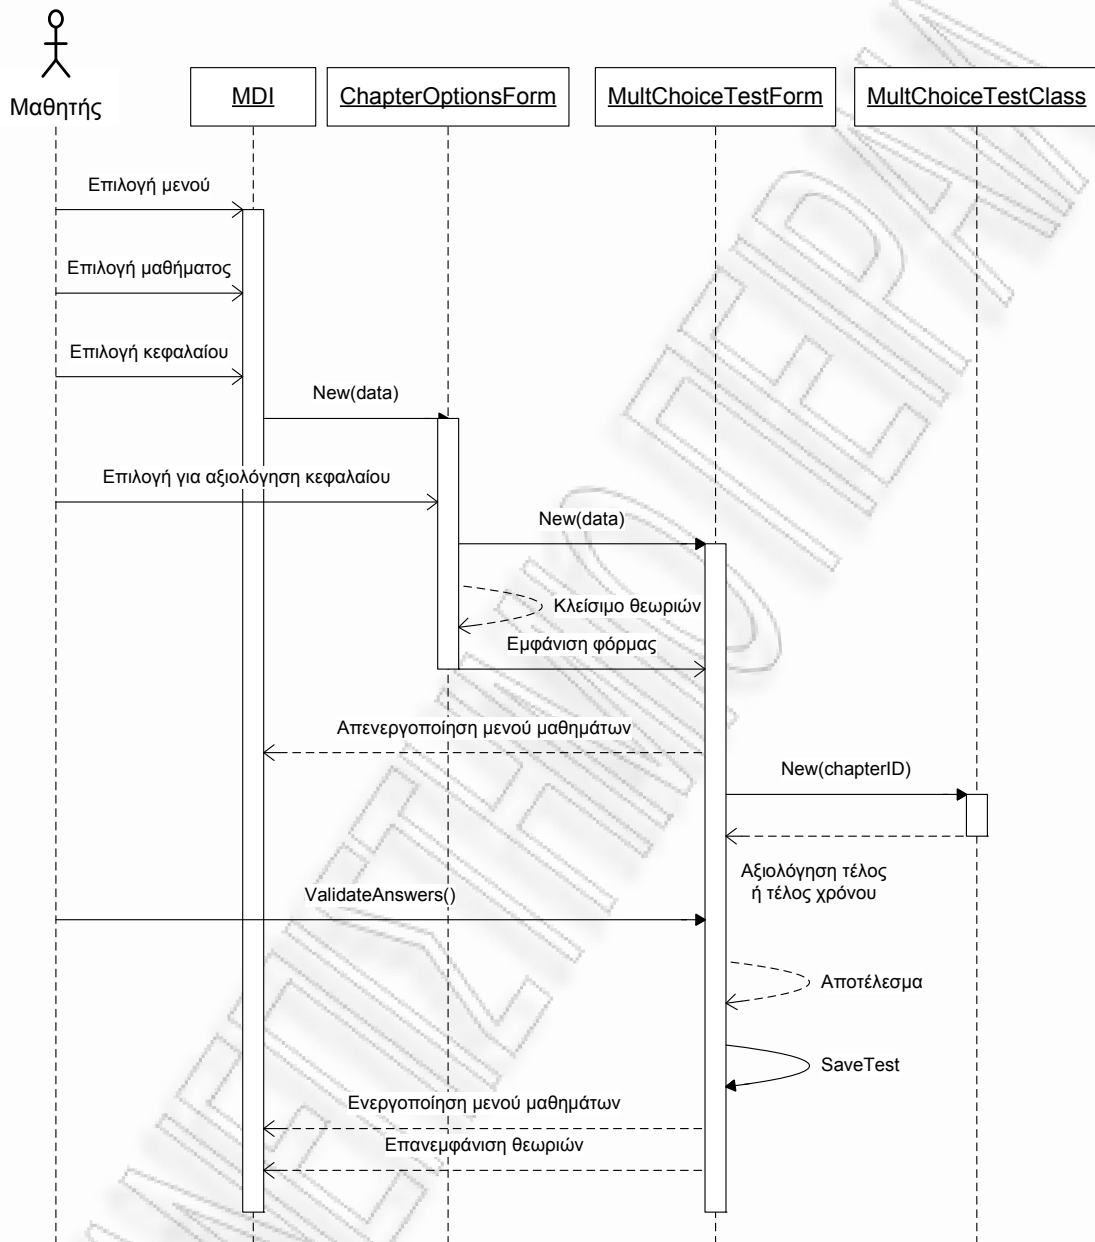 Μαθητής
MDI
ChapterOptionsForm
MultChoiceTestForm
MultChoiceTestClass
Επιλογή μενού
Επιλογή μαθήματος
Επιλογή κεφαλαίου
New(data)
Επιλογή για αξιολόγηση κεφαλαίου
New(data)
Κλείσιμο θεωριών
Εμφάνιση φόρμας
Απενεργοποίηση μενού μαθημάτων
New(chapterID)
Αξιολόγηση τέλος
ή τέλος χρόνου
ValidateAnswers()
Αποτέλεσμα
SaveTest
Ενεργοποίηση μενού μαθημάτων
Επανεμφάνιση θεωριών